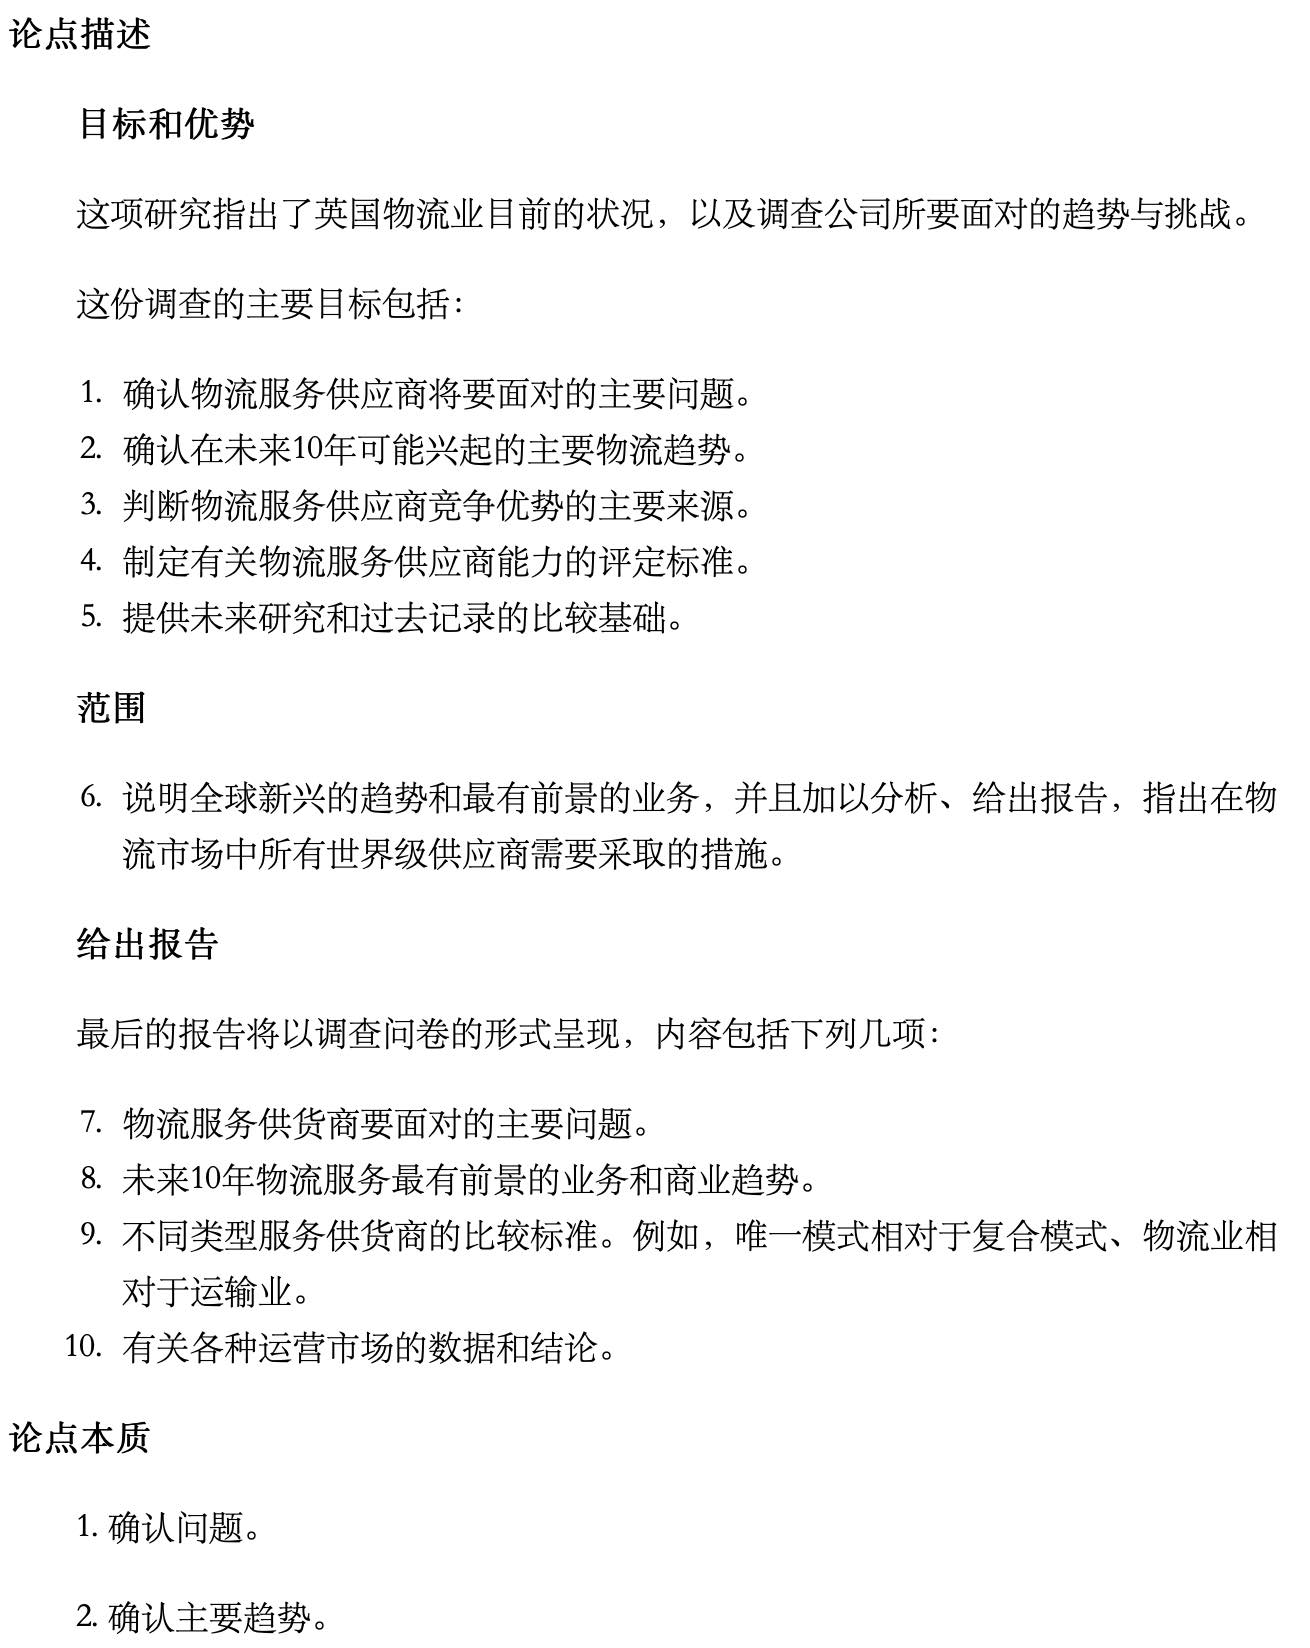 论点描述
目标和优势
这项研究指出了英国物流业目前的状况，以及调查公司所要面对的趋势与挑战。
这份调查的主要目标包括：
1. 确认物流服务供应商将要面对的主要问题。
2. 确认在未来10年可能兴起的主要物流趋势。
3. 判断物流服务供应商竞争优势的主要来源。
4. 制定有关物流服务供应商能力的评定标准。
5. 提供未来研究和过去记录的比较基础。
范围
6. 说明全球新兴的趋势和最有前景的业务，并且加以分析、给出报告，指出在物
流市场中所有世界级供应商需要采取的措施。
给出报告
最后的报告将以调查问卷的形式呈现，内容包括下列几项：
7. 物流服务供货商要面对的主要问题。
8. 未来10年物流服务最有前景的业务和商业趋势。
9. 不同类型服务供货商的比较标准。例如，唯一模式相对于复合模式、物流业相
对于运输业。
10. 有关各种运营市场的数据和结论。
论点本质
1. 确认问题。
2. 确认主要趋势。